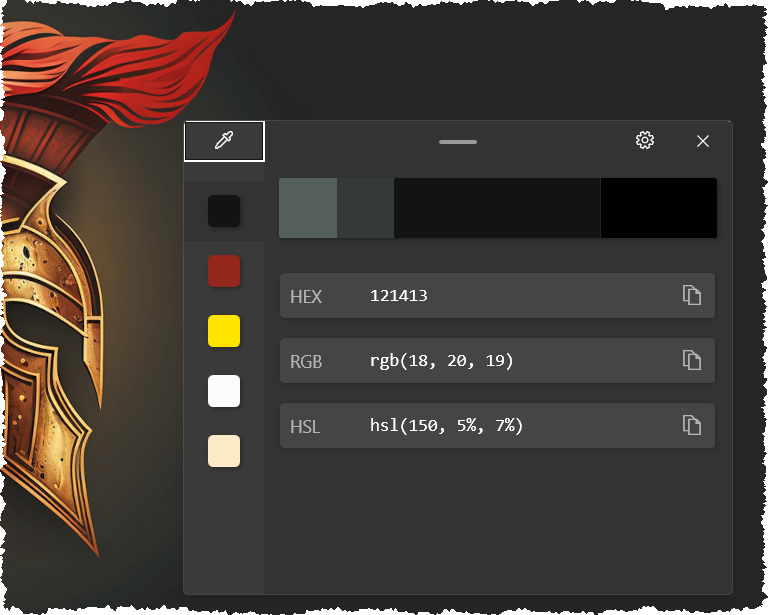 HEX 121413
RGB rgb(18, 20, 19)
HSL hsl(150, 5%, 7%)